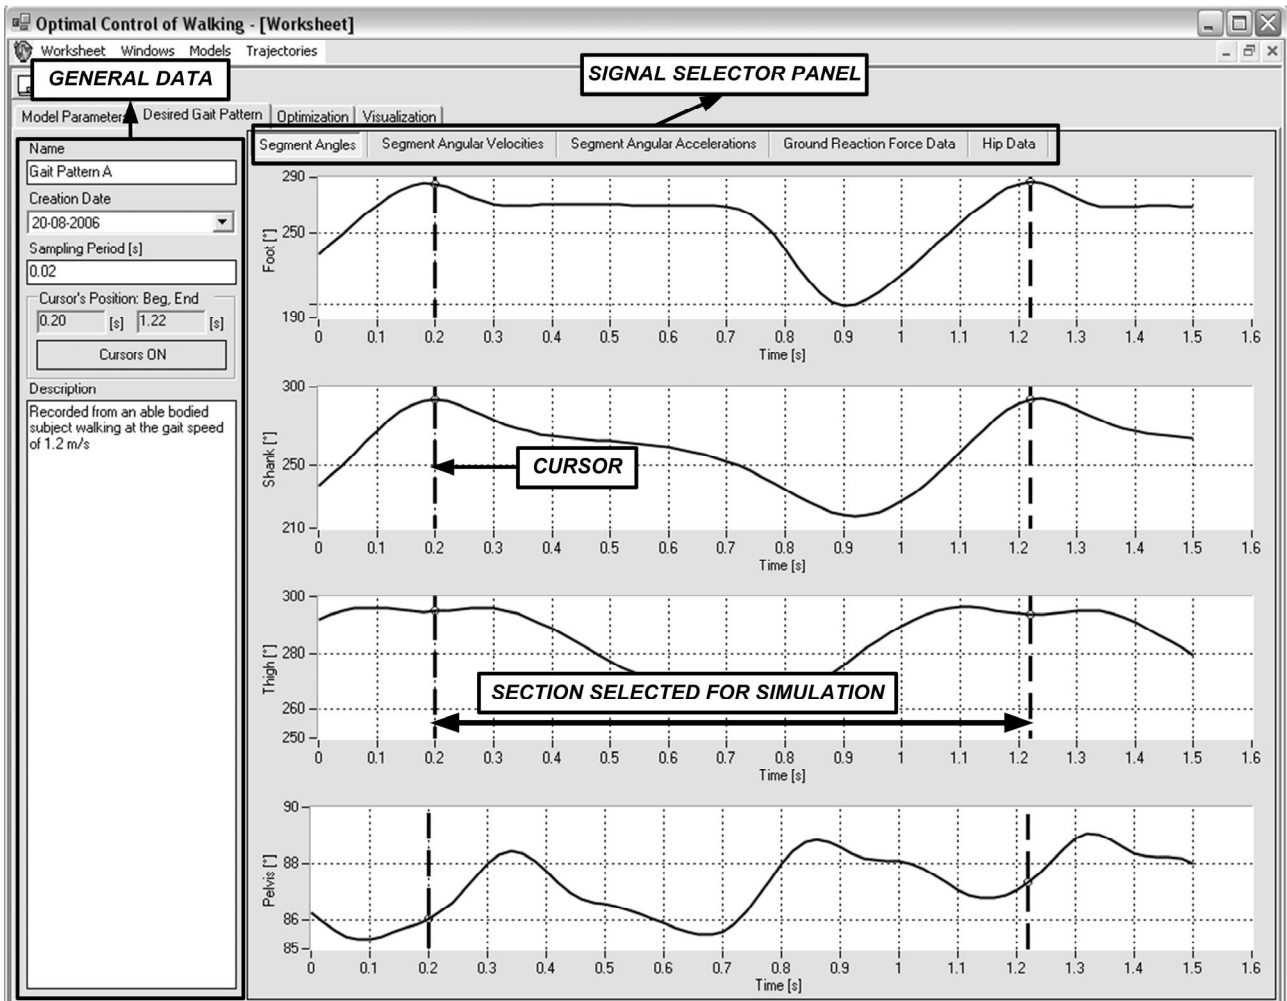 Optimal Control of Walking - [Worksheet]
Worksheet Windows Models Trajectories
GENERAL DATA
SIGNAL SELECTOR PANEL
Model Parameters Desired Gait Pattern Optimization Visualization
Segment Angles Segment Angular Velocities Segment Angular Accelerations Ground Reaction Force Data Hip Data
Name
Gait Pattern A
Creation Date
20-08-2006
Sampling Period [s]
0.02
Cursor's Position: Beg, End
0.20 [s] 1.22 [s]
Cursors ON
Description
Recorded from an able bodied
subject walking at the gait speed
of 1.2 m/s
290
250
190
Foot [°]
0 0.1 0.2 0.3 0.4 0.5 0.6 0.7 0.8 0.9 1 1.1 1.2 1.3 1.4 1.5 1.6
Time [s]
300
250
210
Shank [°]
CURSOR
0 0.1 0.2 0.3 0.4 0.5 0.6 0.7 0.8 0.9 1 1.1 1.2 1.3 1.4 1.5 1.6
Time [s]
300
280
260
250
Thigh [°]
SECTION SELECTED FOR SIMULATION
0 0.1 0.2 0.3 0.4 0.5 0.6 0.7 0.8 0.9 1 1.1 1.2 1.3 1.4 1.5 1.6
Time [s]
90
88
86
85
Pelvis [°]
0 0.1 0.2 0.3 0.4 0.5 0.6 0.7 0.8 0.9 1 1.1 1.2 1.3 1.4 1.5 1.6
Time [s]